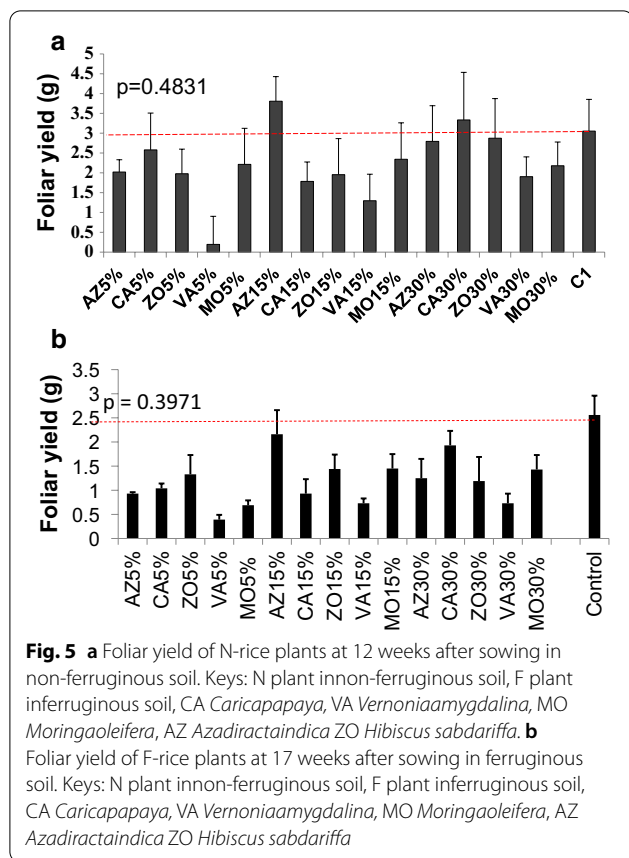 a
5
4.5
4
3.5
3
2.5
2
1.5
1
0.5
0
Foliar yield (g)
p=0.4831
AZ5% CA5% ZO5% VA5% MO5% AZ15% CA15% ZO15% VA15% MO15% AZ30% CA30% ZO30% VA30% MO30% C1
b
3.5
3
2.5
2
1.5
1
0.5
0
Foliar yield (g)
p = 0.3971
AZ5% CA5% ZO5% VA5% MO5% AZ15% CA15% ZO15% VA15% MO15% AZ30% CA30% ZO30% VA30% MO30% Control
Fig. 5 a Foliar yield of N-rice plants at 12 weeks after sowing in
non-ferruginous soil. Keys: N plant innon-ferruginous soil, F plant
inferruginous soil, CA Caricapapaya, VA Vernoniaamygdalina, MO
Moringaoleifera, AZ Azadiractaindica ZO Hibiscus sabdariffa. b
Foliar yield of F-rice plants at 17 weeks after sowing in ferruginous
soil. Keys: N plant innon-ferruginous soil, F plant inferruginous soil,
CA Caricapapaya, VA Vernoniaamygdalina, MO Moringaoleifera, AZ
Azadiractaindica ZO Hibiscus sabdariffa